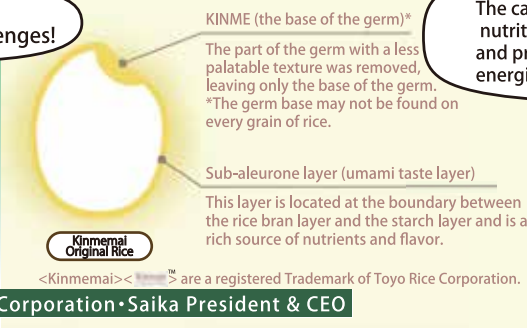 enges!
KINME (the base of the germ)*
The part of the germ with a less
palatable texture was removed,
leaving only the base of the germ.
*The germ base may not be found on
every grain of rice.
The ca
nutrit
and pr
energi
Sub-aleurone layer (umami taste layer)
This layer is located at the boundary between
the rice bran layer and the starch layer and is a
rich source of nutrients and flavor.
Kinmemai
Original Rice
<Kinmemai>< ™> are a registered Trademark of Toyo Rice Corporation.
Corporation・Saika President & CEO